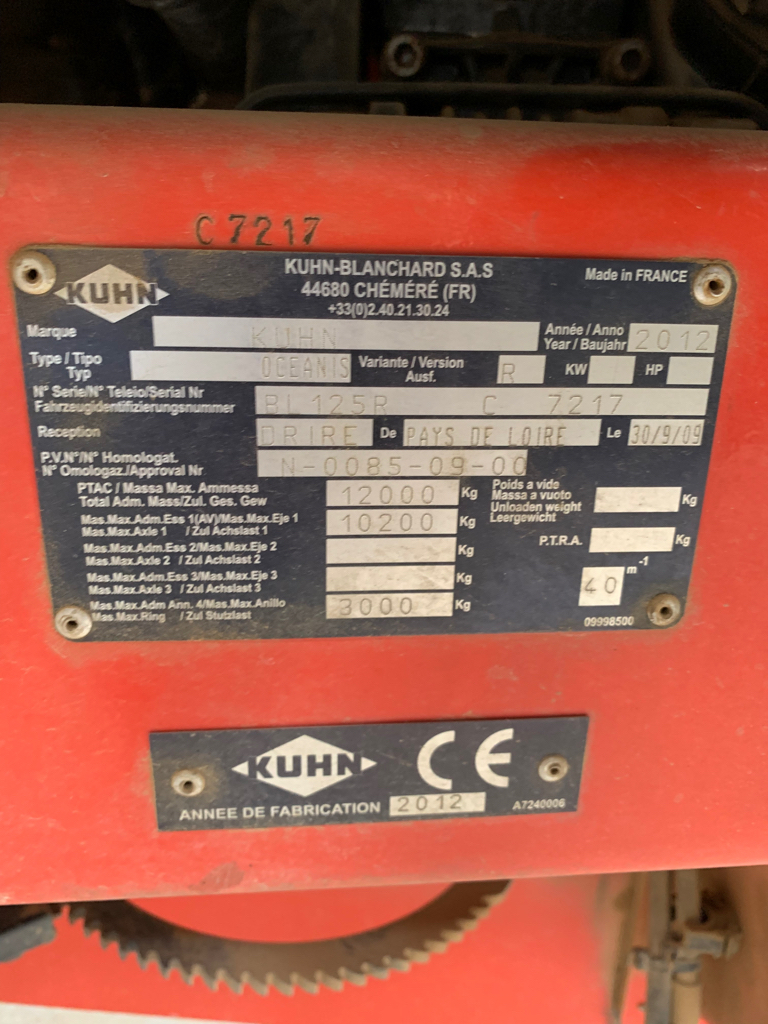 C 7217
KUHN
KUHN-BLANCHARD S.A.S
44680 CHÉMÉRÉ (FR)
+33(0)2.40.21.30.24
Made in FRANCE
Marque KUHN Année / Anno 2012
Year / Baujahr
Type / Tipo OCEANIS Variante / Version R KW HP
Typ Ausf.
N° Serie/N° Teleio/Serial Nr BL125R C 7217
Fahrzeugidentifizierungsnummer
Reception DRIRE De PAYS DE LOIRE Le 30/9/09
P.V.N°/N° Homologat. N-0085-09-00
N° Omologaz./Approval Nr
PTAC / Massa Max. Ammessa 12000 Kg
Total Adm. Mass/Zul. Ges. Gew
Poids a vide Kg
Massa a vuoto
Unloaden weight
Leergewicht
Mas.Max.Adm.Ess 1(AV)/Mas.Max.Eje 1 10200 Kg
Mas.Max.Axle 1 / Zul Achslast 1
Mas.Max.Adm.Ess 2/Mas.Max.Eje 2 Kg
Mas.Max.Axle 2 / Zul Achslast 2
P.T.R.A. Kg
Mas.Max.Adm.Ess 3/Mas.Max.Eje 3 Kg
Mas.Max.Axle 3 / Zul Achslast 3
40 m-1
Mas.Max.Adm Ann. 4/Mas.Max.Anillo 3000 Kg
Mas.Max.Ring / Zul Stutzlast
09998500
KUHN CE
ANNEE DE FABRICATION 2012 A7240006